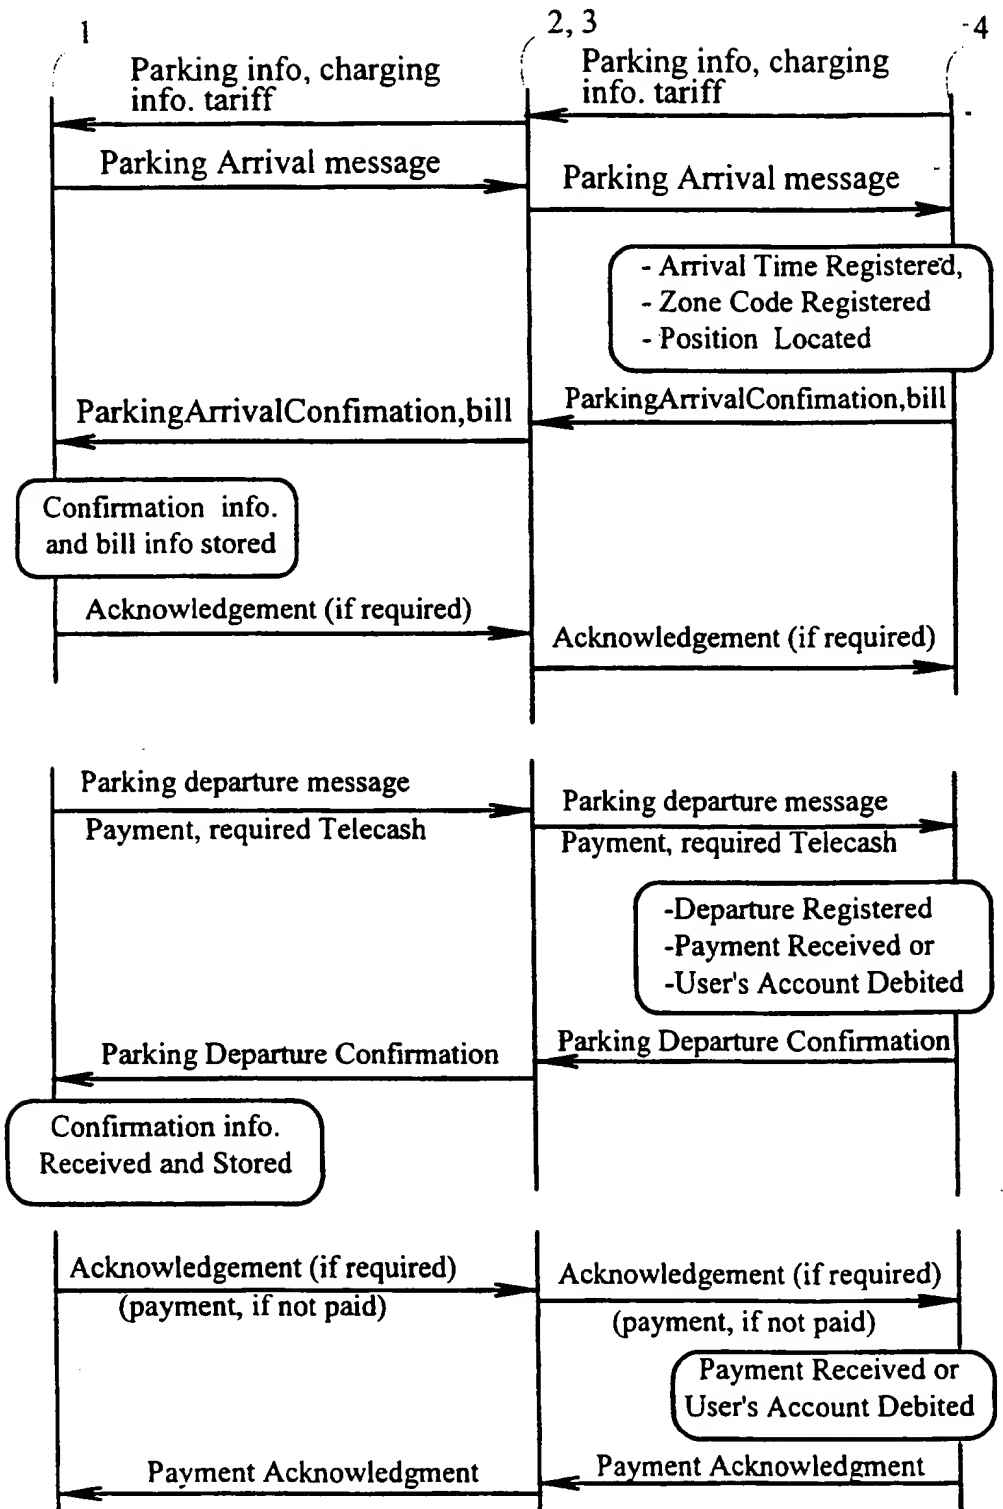 1
2, 3
4
Parking info, charging
info. tariff
Parking info, charging
info. tariff
Parking Arrival message
Parking Arrival message
- Arrival Time Registered,
- Zone Code Registered
- Position Located
ParkingArrivalConfimation,bill
ParkingArrivalConfimation,bill
Confirmation info.
and bill info stored
Acknowledgement (if required)
Acknowledgement (if required)
Parking departure message
Payment, required Telecash
Parking departure message
Payment, required Telecash
-Departure Registered
-Payment Received or
-User's Account Debited
Parking Departure Confirmation
Parking Departure Confirmation
Confirmation info.
Received and Stored
Acknowledgement (if required)
(payment, if not paid)
Acknowledgement (if required)
(payment, if not paid)
Payment Received or
User's Account Debited
Payment Acknowledgment
Payment Acknowledgment